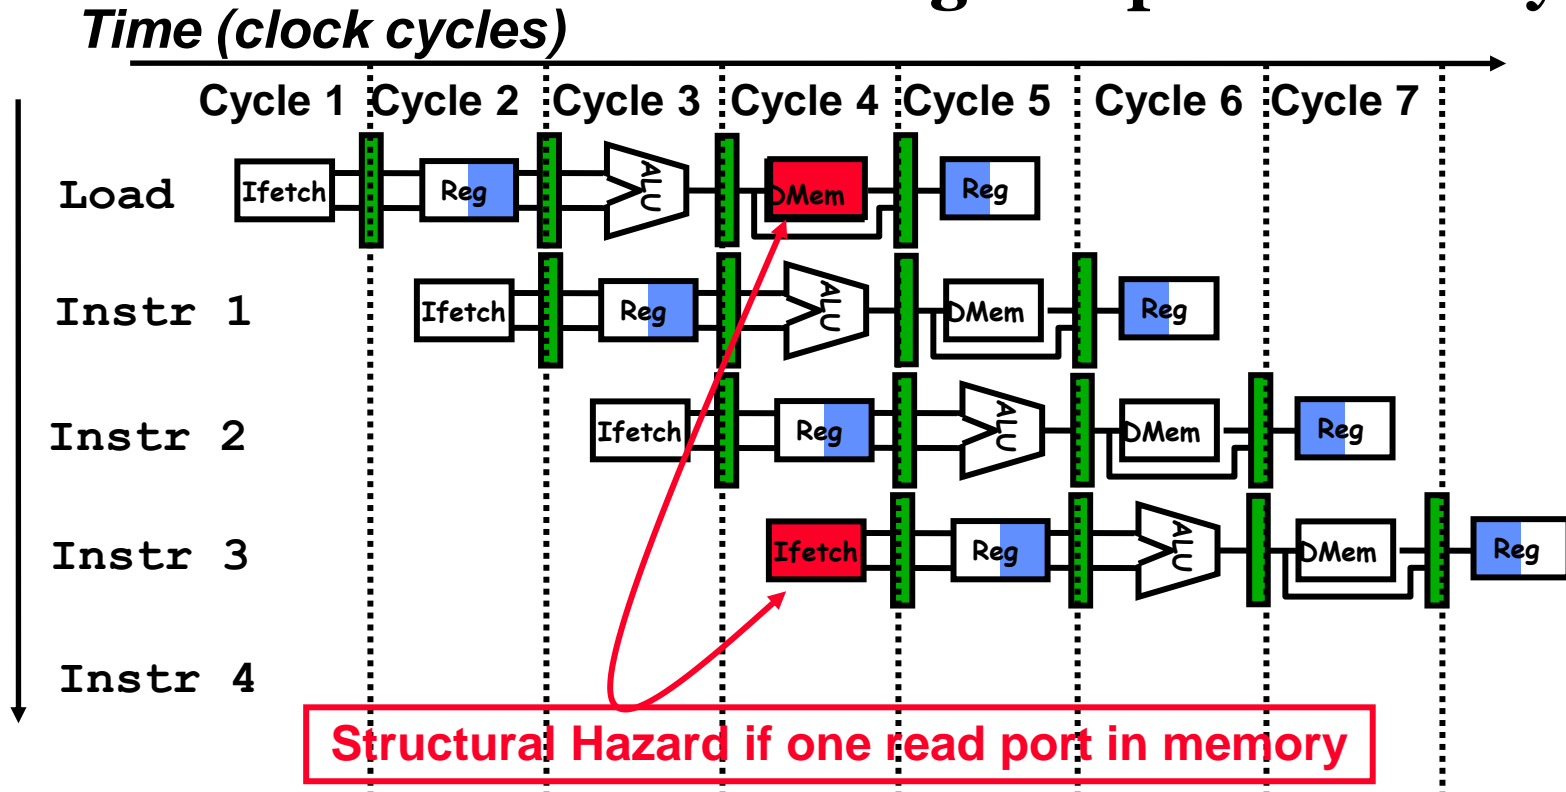 Time (clock cycles)
Cycle 1 Cycle 2 Cycle 3 Cycle 4 Cycle 5 Cycle 6 Cycle 7
Load Ifetch Reg ALU DMem Reg
Instr 1 Ifetch Reg ALU DMem Reg
Instr 2 Ifetch Reg ALU DMem Reg
Instr 3 Ifetch Reg ALU DMem Reg
Instr 4
Structural Hazard if one read port in memory